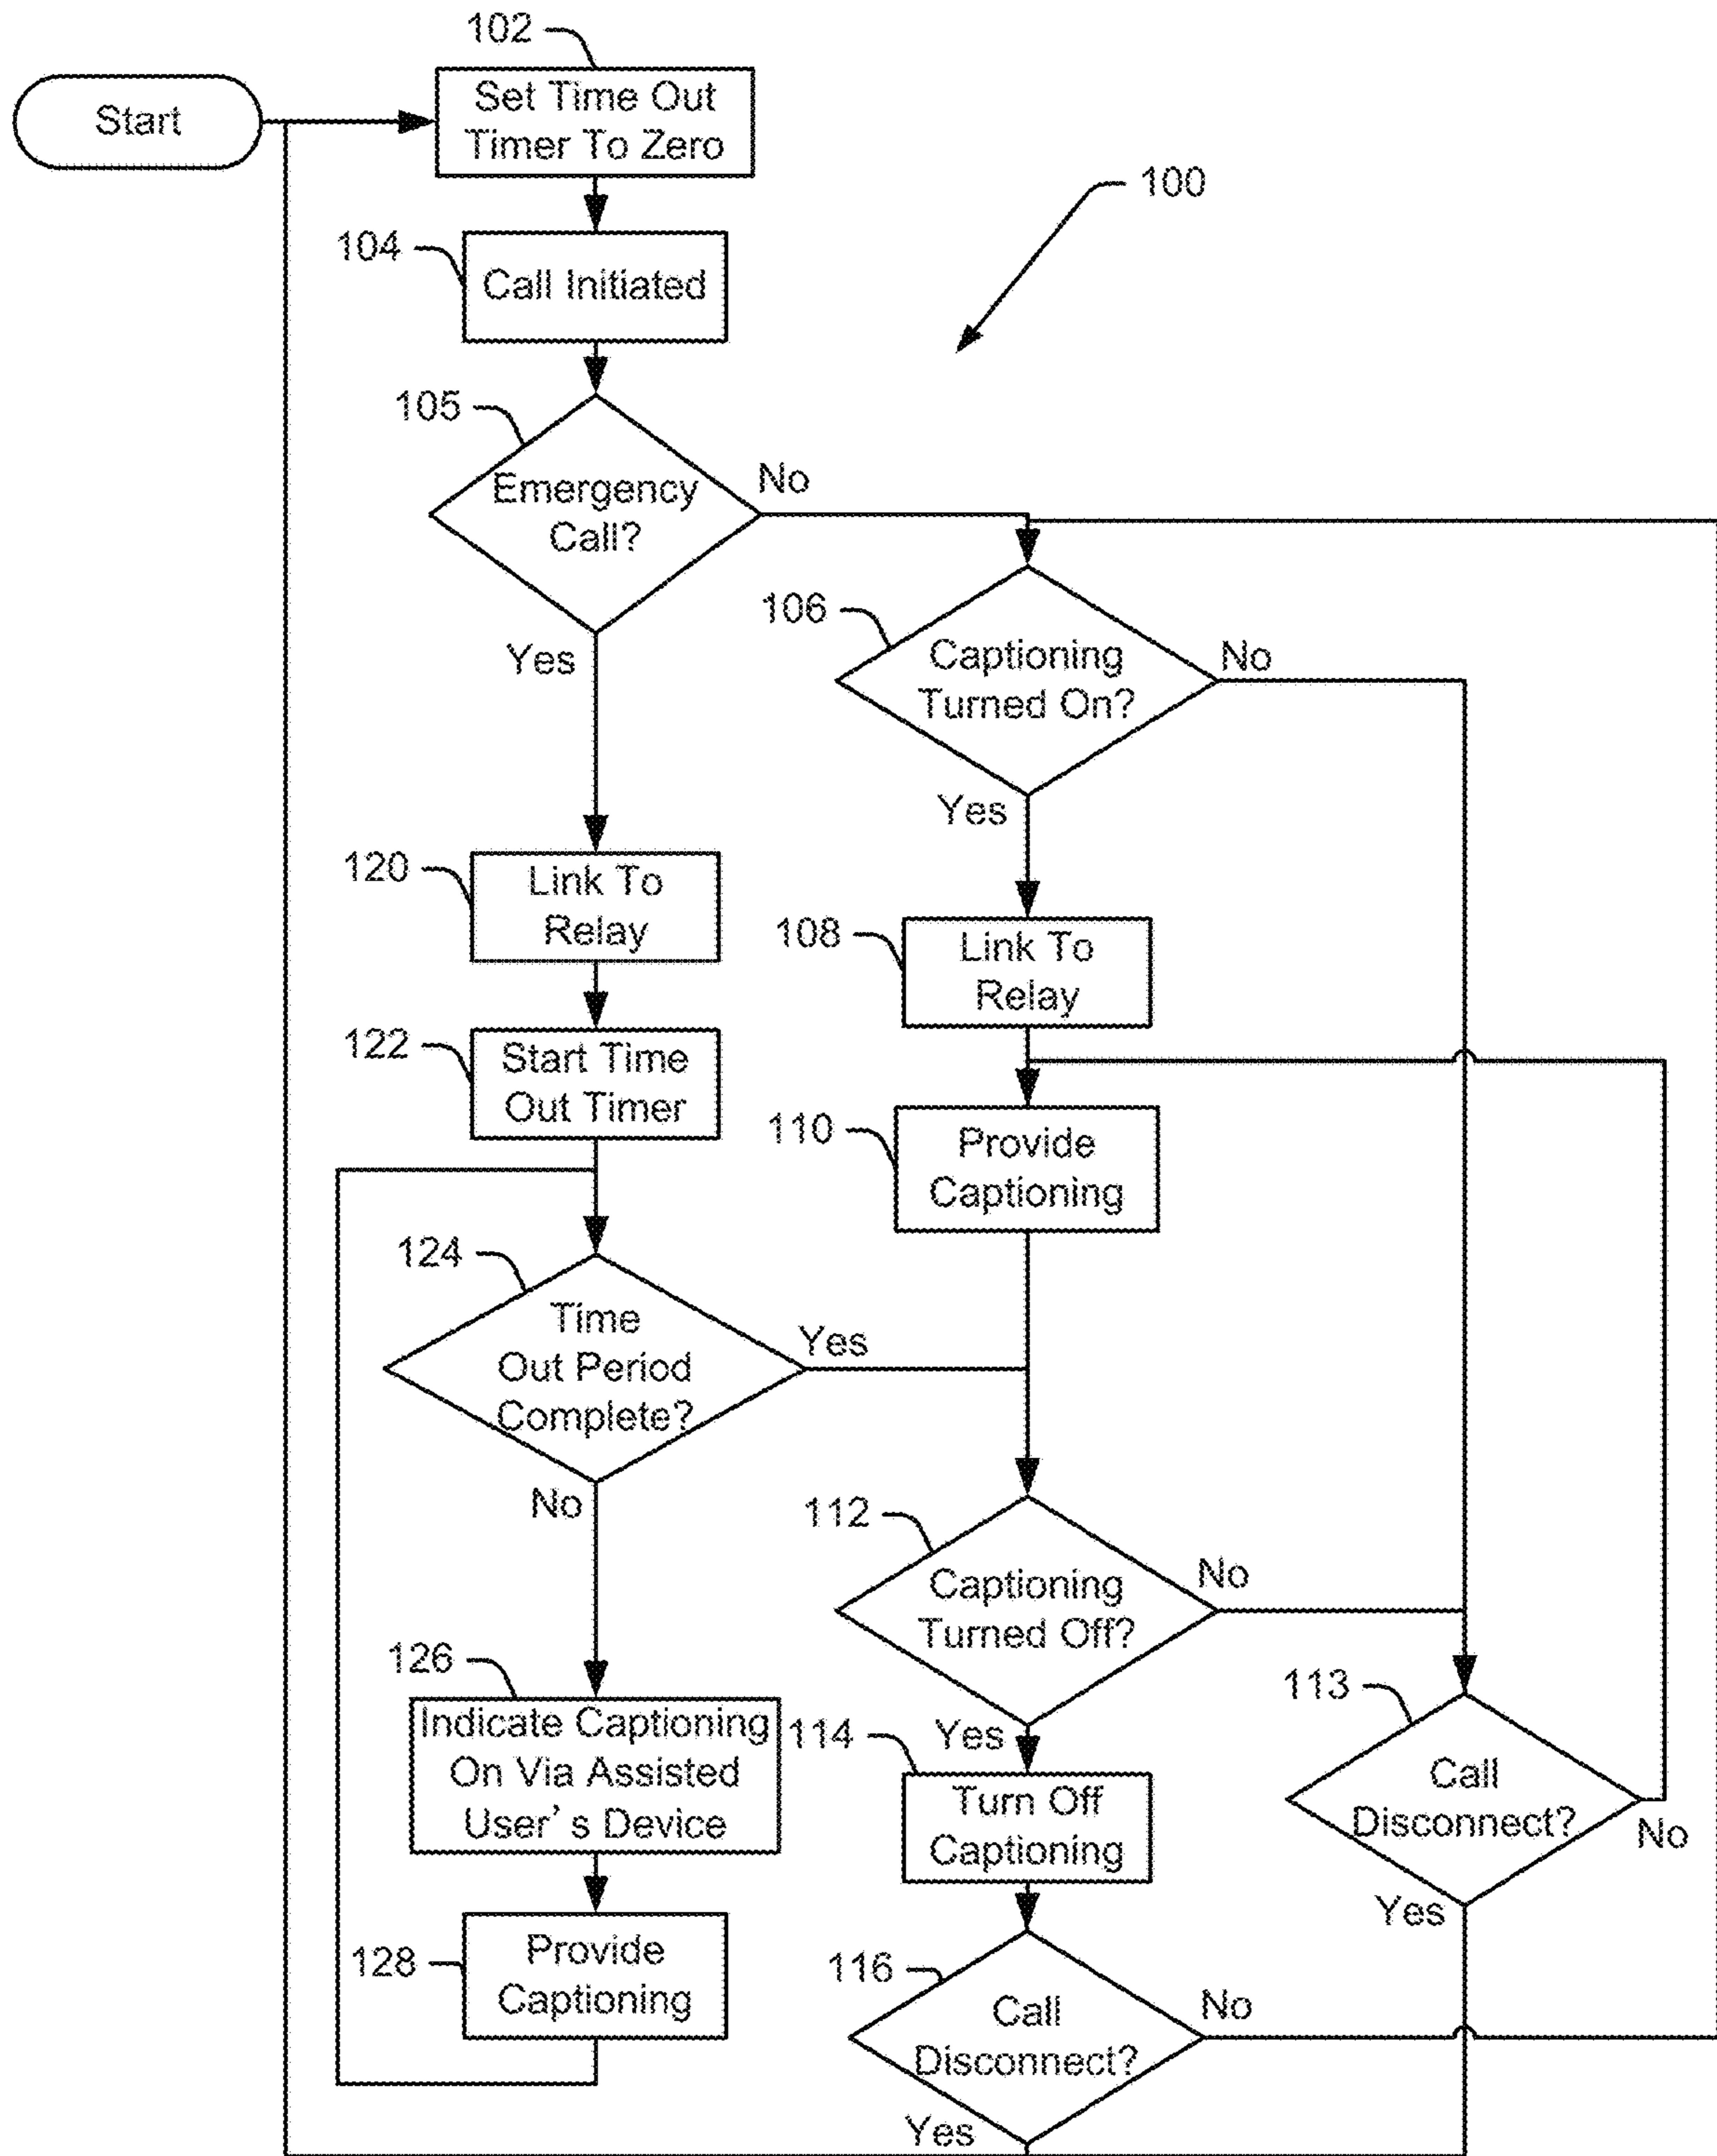 102
Start
Set Time Out
Timer To Zero
100
104
Call Initiated
105
Emergency
Call?
No
Yes
106
Captioning
Turned On?
No
Yes
120
Link To
Relay
108
Link To
Relay
122
Start Time
Out Timer
110
Provide
Captioning
124
Time
Out Period
Complete?
Yes
No
112
Captioning
Turned Off?
No
Yes
126
Indicate Captioning
On Via Assisted
User's Device
114
Turn Off
Captioning
113
Call
Disconnect?
No
Yes
128
Provide
Captioning
116
Call
Disconnect?
No
Yes